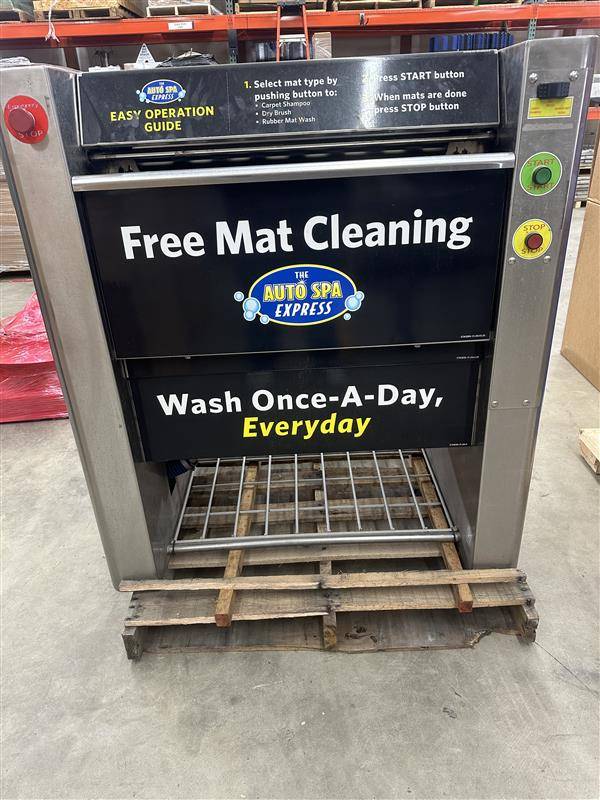 Emergency
STOP
THE
AUTO SPA
EXPRESS
EASY OPERATION
GUIDE
1. Select mat type by
pushing button to:
• Carpet Shampoo
• Dry Brush
• Rubber Mat Wash
Press START button
When mats are done
press STOP button
START
START
STOP
STOP
Free Mat Cleaning
THE
AUTO SPA
EXPRESS
Wash Once-A-Day,
Everyday